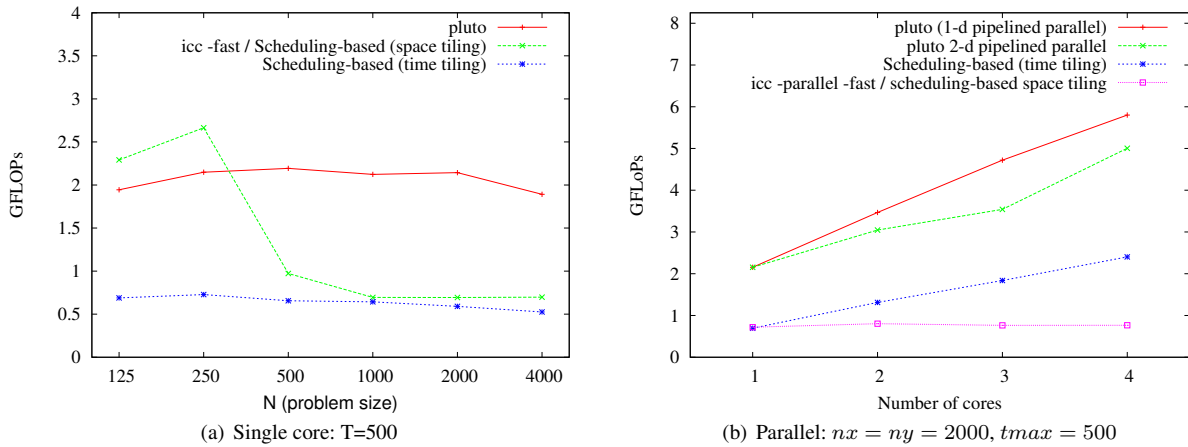 4
3.5
3
2.5
2
1.5
1
0.5
0
GFLOPs
pluto
icc -fast / Scheduling-based (space tiling)
Scheduling-based (time tiling)
125 250 500 1000 2000 4000
N (problem size)
(a) Single core: T=500
8
7
6
5
4
3
2
1
0
GFLoPs
pluto (1-d pipelined parallel)
pluto 2-d pipelined parallel
Scheduling-based (time tiling)
icc -parallel -fast / scheduling-based space tiling
1 2 3 4
Number of cores
(b) Parallel: nx = ny = 2000, tmax = 500